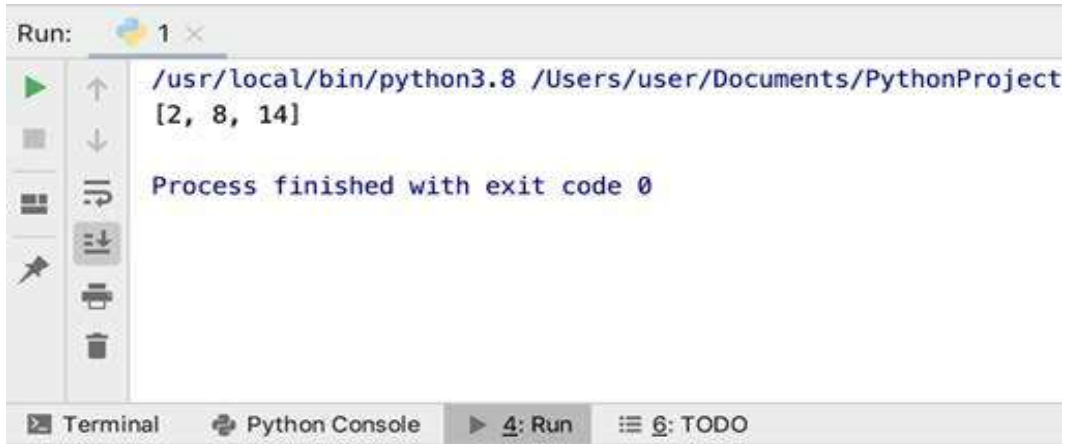 Run: 1
/usr/local/bin/python3.8 /Users/user/Documents/PythonProject
[2, 8, 14]
Process finished with exit code 0
Terminal Python Console 4: Run 6: TODO